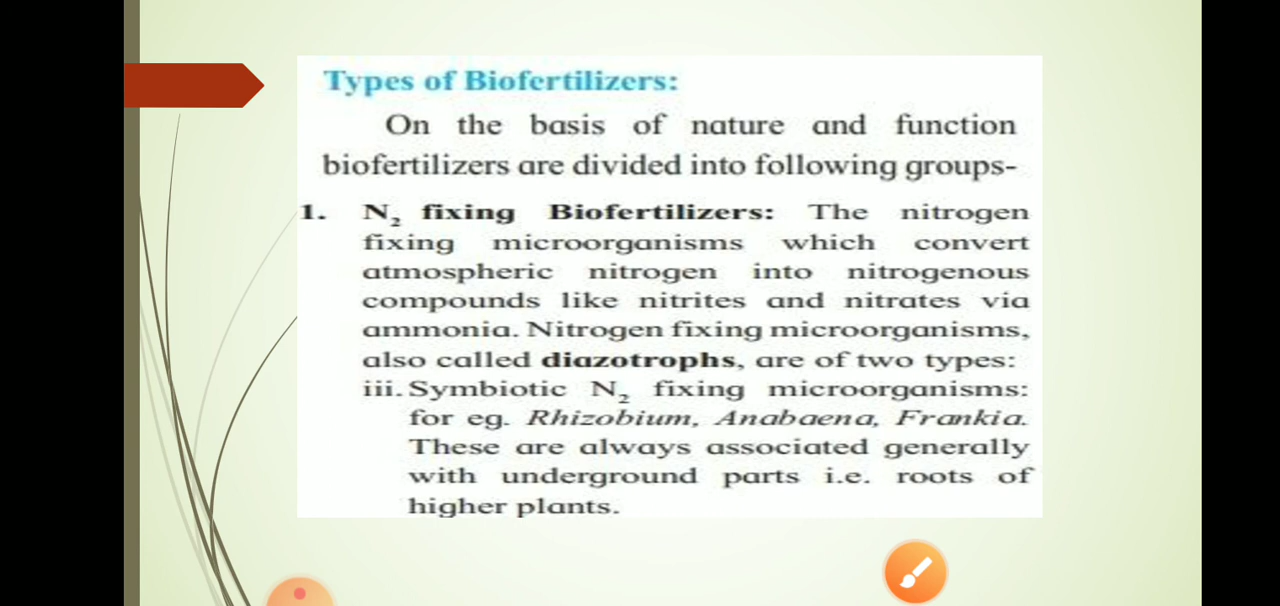 Types of Biofertilizers:
On the basis of nature and function
biofertilizers are divided into following groups-
1. N₂ fixing Biofertilizers: The nitrogen
fixing microorganisms which convert
atmospheric nitrogen into nitrogenous
compounds like nitrites and nitrates via
ammonia. Nitrogen fixing microorganisms,
also called diazotrophs, are of two types:
iii. Symbiotic N₂ fixing microorganisms:
for eg. Rhizobium, Anabaena, Frankia.
These are always associated generally
with underground parts i.e. roots of
higher plants.